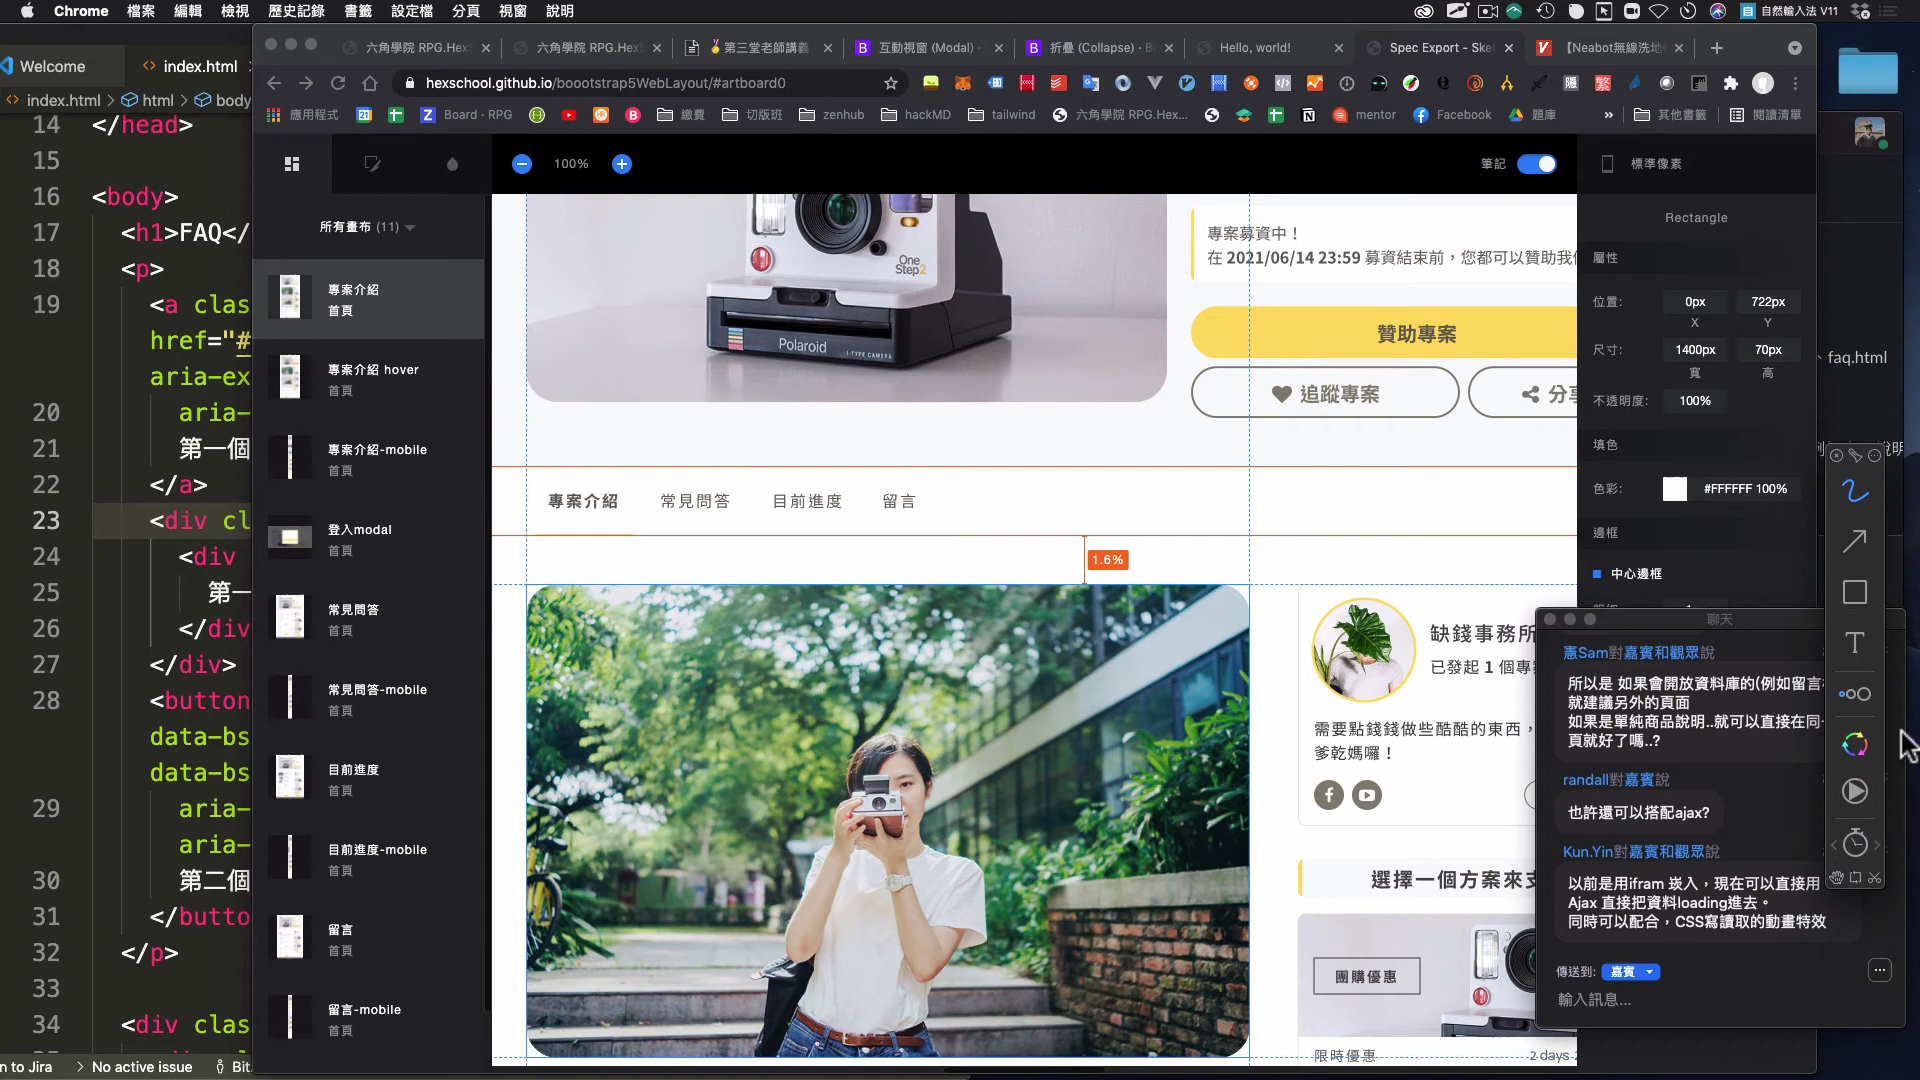 Chrome 檔案 編輯 檢視 歷史記錄 書籤 設定檔 分頁 視窗 說明
自然輸入法 V11
Welcome
index.html
index.html > html > body
14 </head>
15
16 <body>
17 <h1>FAQ</
18 <p>
19 <a clas
href="#
aria-ex
20 aria-
21 第一個
22 </a>
23 <div cl
24 <div
25 第一
26 </div
27 </div>
28 <button
data-bs
data-bs
29 aria-
aria-
30 第二個
31 </butto
32 </p>
33
34 <div clas
n to Jira
No active issue
Bit
六角學院 RPG.Hex
六角學院 RPG.Hex
第三堂老師講義
互動視窗 (Modal) ·
折疊 (Collapse) · B
Hello, world!
Spec Export - Sket
【Neabot無線洗地
hexschool.github.io/boootstrap5WebLayout/#artboard0
應用程式
Board · RPG
繳費
切版班
zenhub
hackMD
tailwind
六角學院 RPG.Hex...
mentor
Facebook
題庫
»
其他書籤
閱讀清單
100%
筆記
標準像素
所有畫布 (11)
專案介紹
首頁
專案介紹 hover
首頁
專案介紹-mobile
首頁
登入modal
首頁
常見問答
首頁
常見問答-mobile
首頁
目前進度
首頁
目前進度-mobile
首頁
留言
首頁
留言-mobile
首頁
One
Step2
Polaroid
I-TYPE CAMERA
專案募資中！
在 2021/06/14 23:59 募資結束前，您都可以贊助我
贊助專案
追蹤專案
分
專案介紹 常見問答 目前進度 留言
1.6%
缺錢事務所
已發起 1 個專
需要點錢錢做些酷酷的東西，
爹乾媽囉！
選擇一個方案來支
團購優惠
限時優惠
2 days
Rectangle
屬性
位置: 0px 722px
X Y
尺寸: 1400px 70px
寬 高
不透明度: 100%
填色
色彩: #FFFFFF 100%
邊框
中心邊框
faq.html
聊天
憲Sam對嘉賓和觀眾說
所以是 如果會開放資料庫的(例如留言
就建議另外的頁面
如果是單純商品說明..就可以直接在同
頁就好了嗎..?
randall對嘉賓說
也許還可以搭配ajax?
Kun.Yin對嘉賓和觀眾說
以前是用ifram 崁入，現在可以直接用
Ajax 直接把資料loading進去。
同時可以配合，CSS寫讀取的動畫特效
傳送到: 嘉賓
輸入訊息...